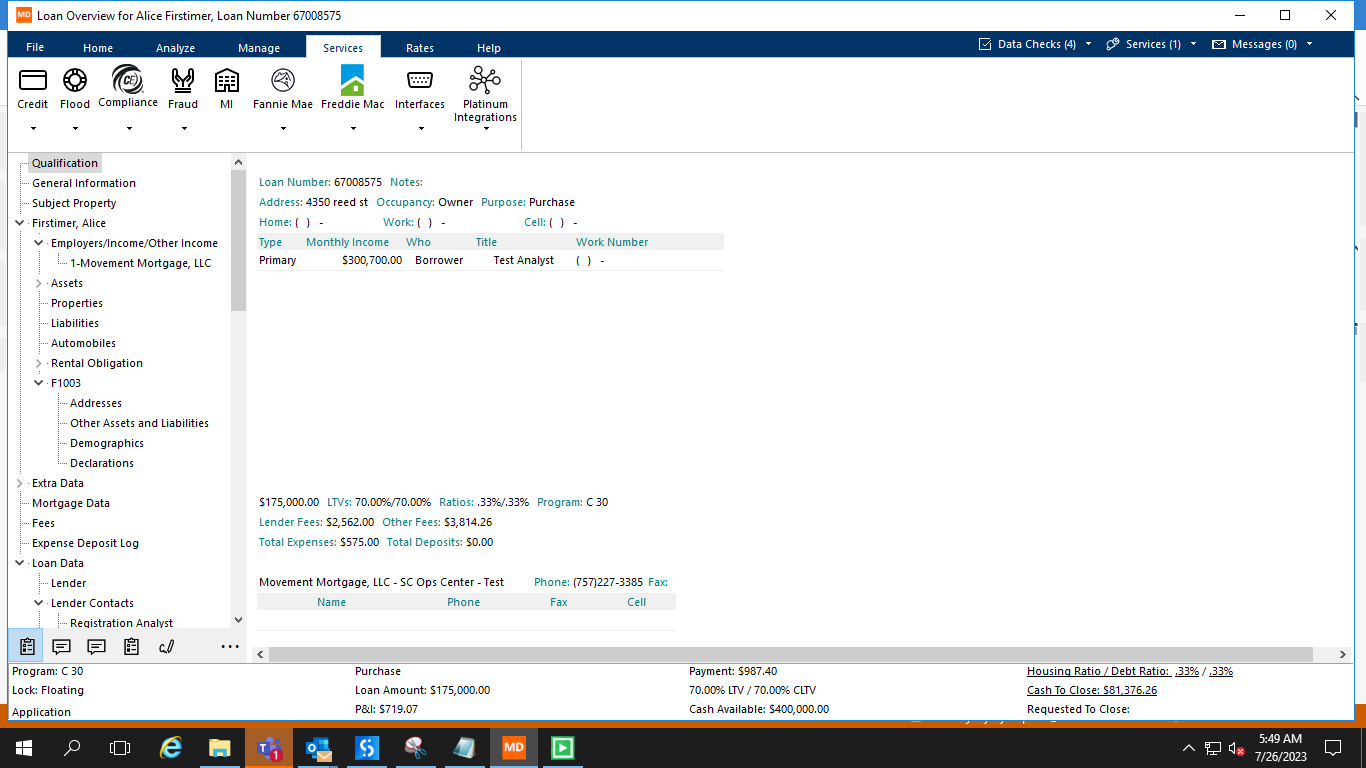 MD Loan Overview for Alice Firstimer, Loan Number 67008575
File Home Analyze Manage Services Rates Help Data Checks (4) Services (1) Messages (0)
Credit Flood Compliance Fraud MI Fannie Mae Freddie Mac Interfaces Platinum Integrations
Qualification
General Information
Subject Property
Firstimer, Alice
Employers/Income/Other Income
1-Movement Mortgage, LLC
Assets
Properties
Liabilities
Automobiles
Rental Obligation
F1003
Addresses
Other Assets and Liabilities
Demographics
Declarations
Extra Data
Mortgage Data
Fees
Expense Deposit Log
Loan Data
Lender
Lender Contacts
Registration Analyst
Loan Number: 67008575 Notes:
Address: 4350 reed st Occupancy: Owner Purpose: Purchase
Home: ( ) - Work: ( ) - Cell: ( ) -
Type Monthly Income Who Title Work Number
Primary $300,700.00 Borrower Test Analyst ( ) -
$175,000.00 LTVs: 70.00%/70.00% Ratios: .33%/.33% Program: C 30
Lender Fees: $2,562.00 Other Fees: $3,814.26
Total Expenses: $575.00 Total Deposits: $0.00
Movement Mortgage, LLC - SC Ops Center - Test Phone: (757)227-3385 Fax:
Name Phone Fax Cell
Program: C 30 Purchase Payment: $987.40 Housing Ratio / Debt Ratio: .33% / .33%
Lock: Floating Loan Amount: $175,000.00 70.00% LTV / 70.00% CLTV Cash To Close: $81,376.26
Application P&I: $719.07 Cash Available: $400,000.00 Requested To Close:
1 MD 5:49 AM
7/26/2023